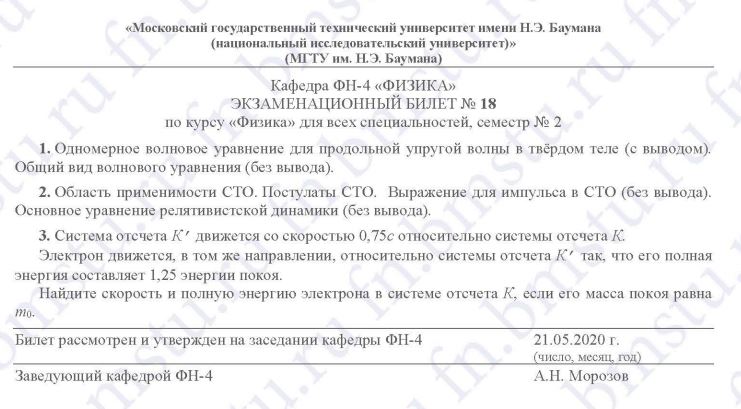 «Московский государственный технический университет имени Н.Э. Баумана
(национальный исследовательский университет)»
(МГТУ им. Н.Э. Баумана)
Кафедра ФН-4 «ФИЗИКА»
ЭКЗАМЕНАЦИОННЫЙ БИЛЕТ № 18
по курсу «Физика» для всех специальностей, семестр № 2
1. Одномерное волновое уравнение для продольной упругой волны в твёрдом теле (с выводом).
Общий вид волнового уравнения (без вывода).
2. Область применимости СТО. Постулаты СТО. Выражение для импульса в СТО (без вывода).
Основное уравнение релятивистской динамики (без вывода).
3. Система отсчета K′ движется со скоростью 0,75c относительно системы отсчета K.
Электрон движется, в том же направлении, относительно системы отсчета K′ так, что его полная
энергия составляет 1,25 энергии покоя.
Найдите скорость и полную энергию электрона в системе отсчета K, если его масса покоя равна
m₀.
Билет рассмотрен и утвержден на заседании кафедры ФН-4 21.05.2020 г.
(число, месяц, год)
Заведующий кафедрой ФН-4 А.Н. Морозов
fn.bmstu.ru